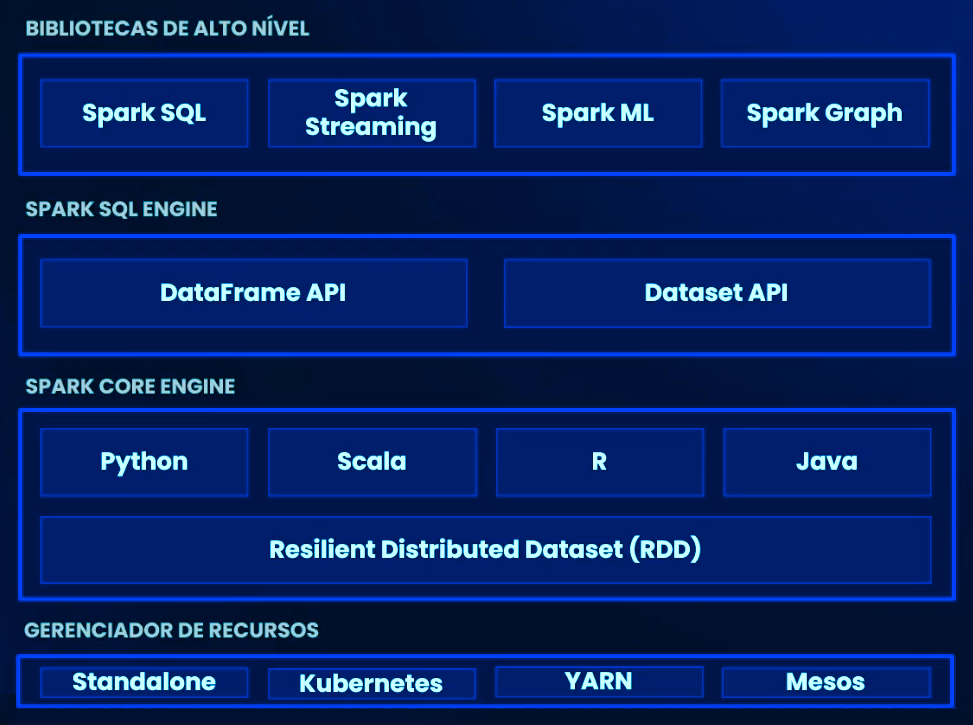 BIBLIOTECAS DE ALTO NÍVEL
Spark SQL
Spark
Streaming
Spark ML
Spark Graph
SPARK SQL ENGINE
DataFrame API
Dataset API
SPARK CORE ENGINE
Python
Scala
R
Java
Resilient Distributed Dataset (RDD)
GERENCIADOR DE RECURSOS
Standalone
Kubernetes
YARN
Mesos